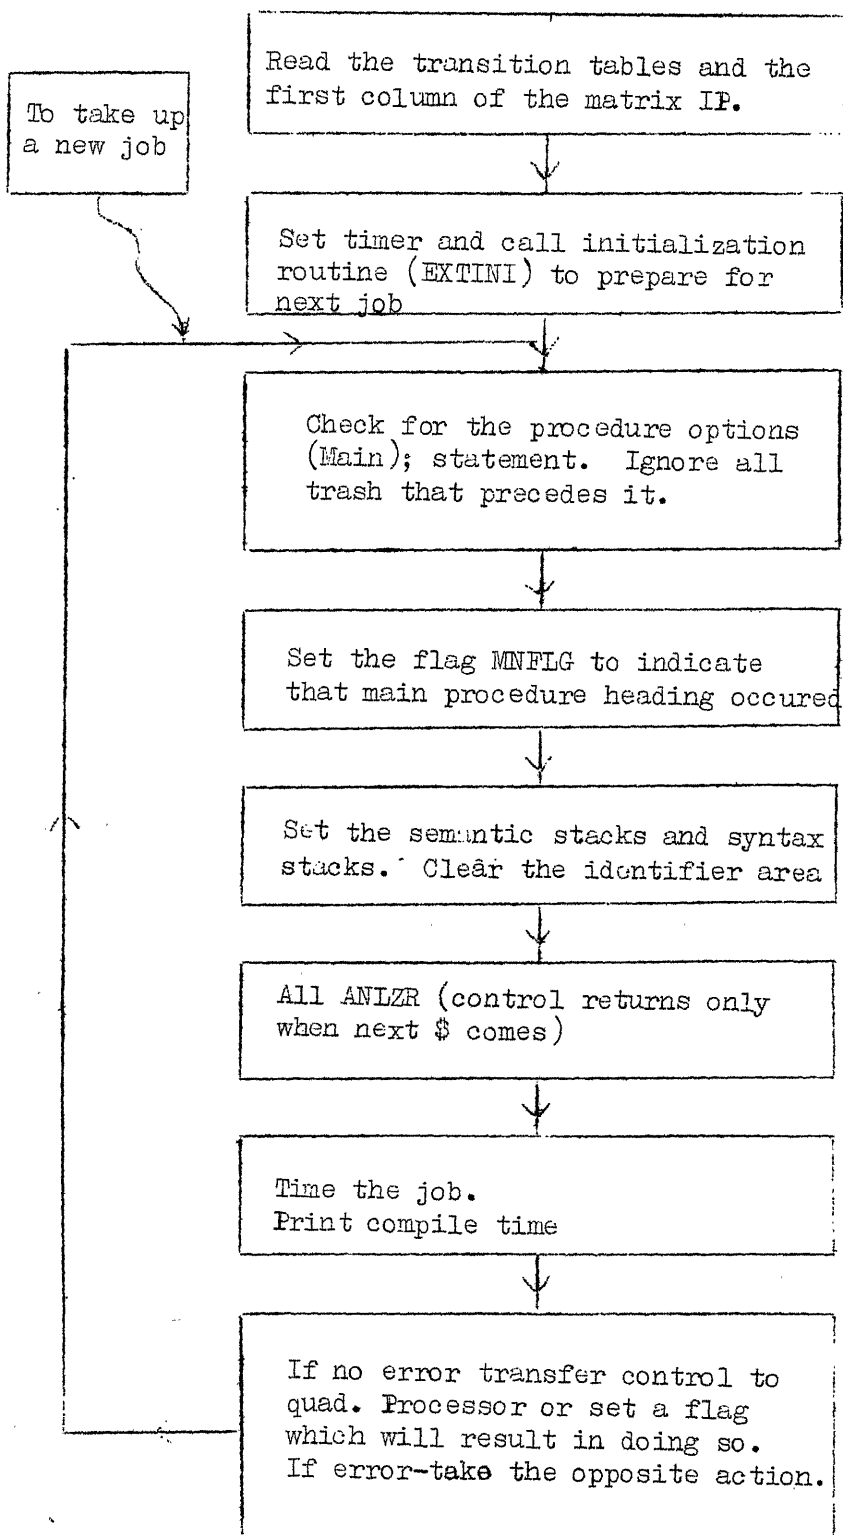 Read the transition tables and the
first column of the matrix IP.
To take up
a new job
Set timer and call initialization
routine (EXTINI) to prepare for
next job
Check for the procedure options
(Main); statement. Ignore all
trash that precedes it.
Set the flag MNFLG to indicate
that main procedure heading occured
Set the semantic stacks and syntax
stacks. Clear the identifier area
All ANLZR (control returns only
when next $ comes)
Time the job.
Print compile time
If no error transfer control to
quad. Processor or set a flag
which will result in doing so.
If error-take the opposite action.